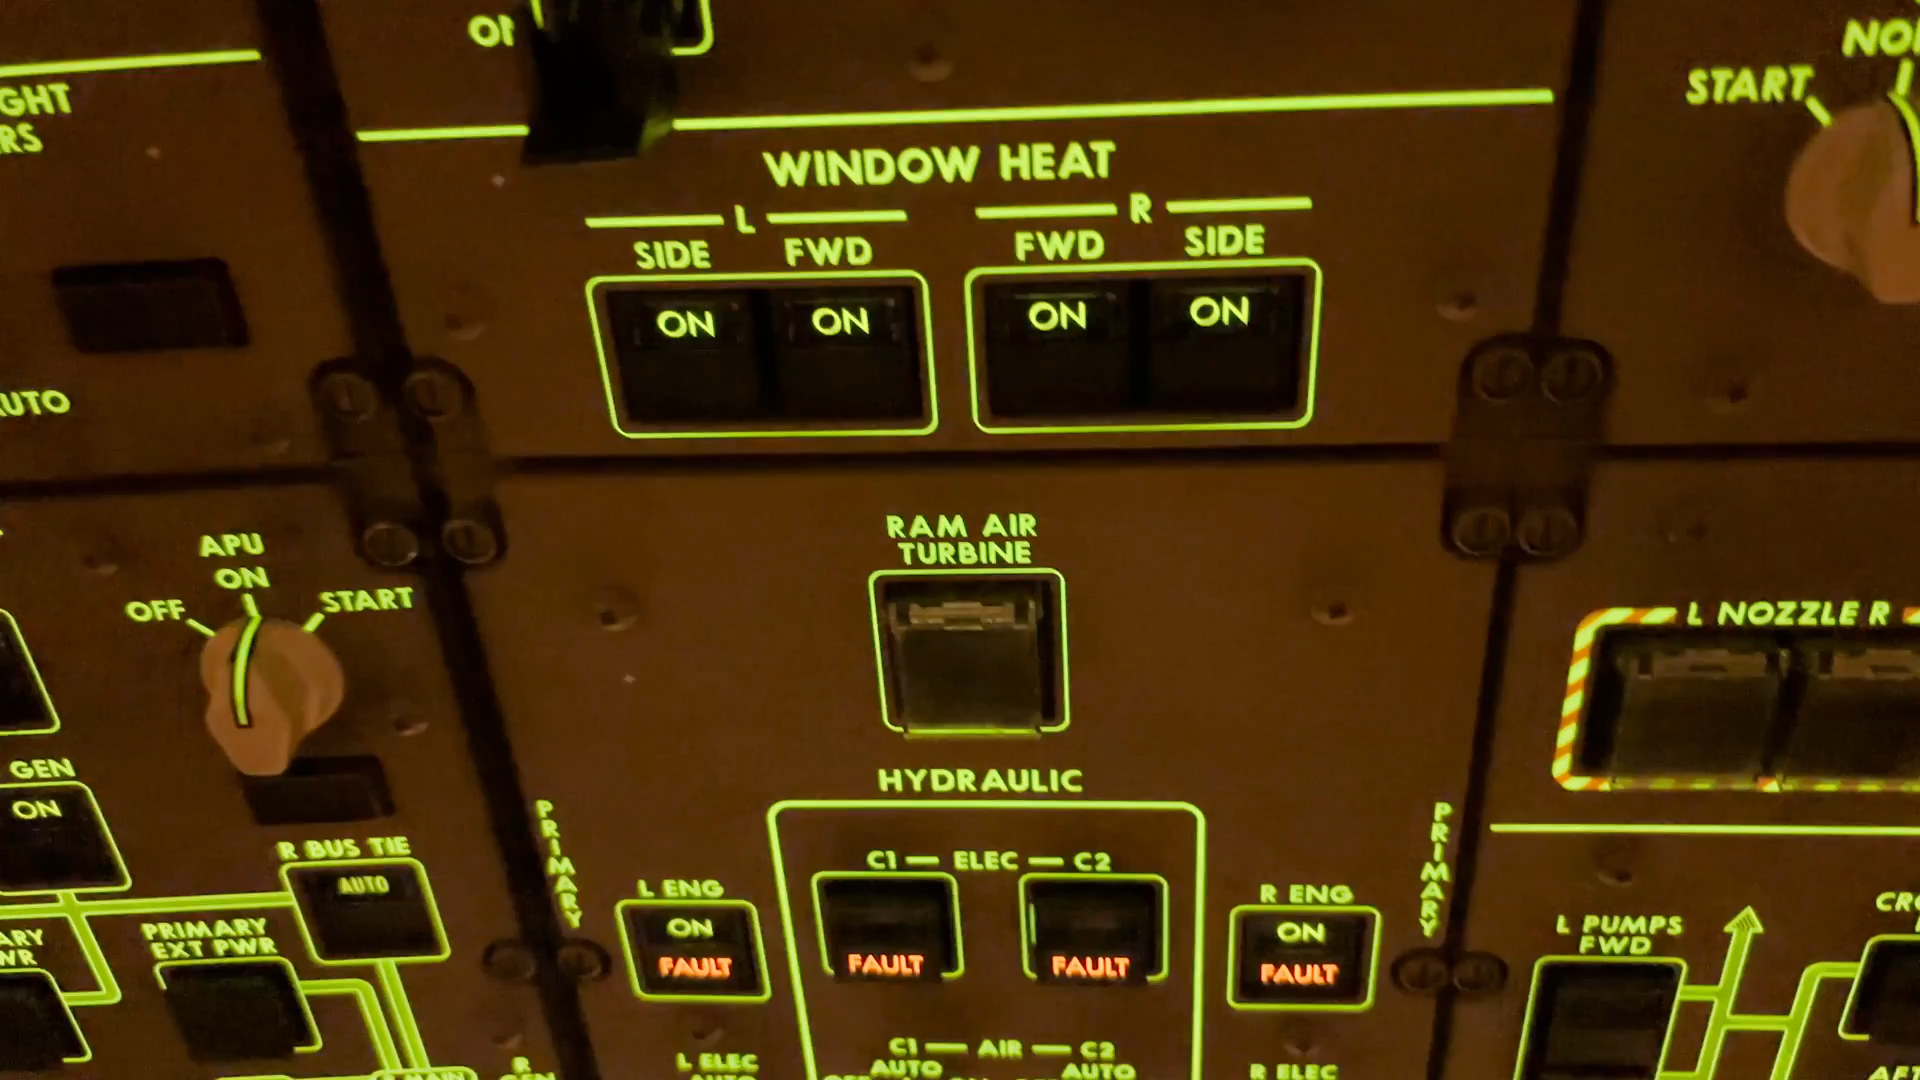 WINDOW HEAT
L
R
SIDE FWD
FWD SIDE
ON ON
ON ON
START
AUTO
APU
ON
OFF START
RAM AIR
TURBINE
L NOZZLE R
GEN
ON
R BUS TIE
AUTO
PRIMARY
EXT PWR
HYDRAULIC
PRIMARY
PRIMARY
C1 — ELEC — C2
L ENG
ON
FAULT
FAULT
FAULT
R ENG
ON
FAULT
L PUMPS
FWD
C1 — AIR — C2
AUTO AUTO
L ELEC
R ELEC
R